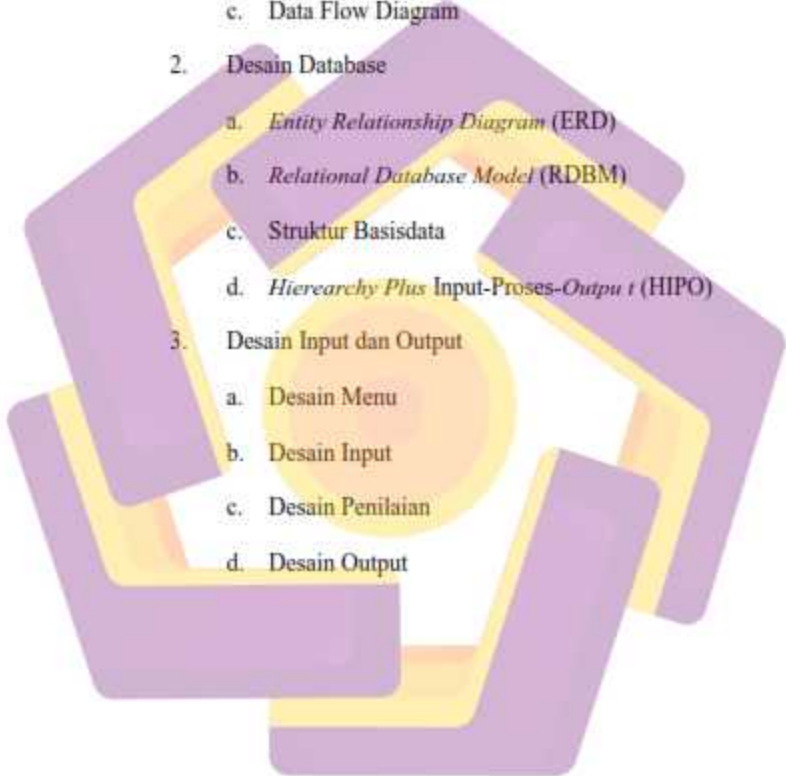 c. Data Flow Diagram
2. Desain Database
a. Entity Relationship Diagram (ERD)
b. Relational Database Model (RDBM)
c. Struktur Basisdata
d. Hierearchy Plus Input-Proses-Outpu t (HIPO)
3. Desain Input dan Output
a. Desain Menu
b. Desain Input
c. Desain Penilaian
d. Desain Output